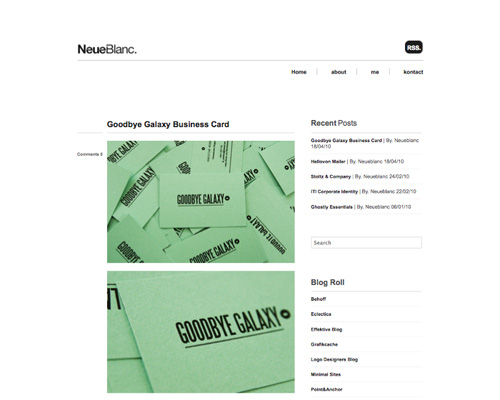 NeueBlanc.
RSS.
Home
about
me
kontact
Goodbye Galaxy Business Card
Comments 5
GOODBYE GALAXY
GOODBYE GALAXY
Recent Posts
Goodbye Galaxy Business Card | By: Neueblanc
18/04/10
Helloven Mailer | By: Neueblanc 18/04/10
Stoltz & Company | By: Neueblanc 24/02/10
ITI Corporate Identity | By: Neueblanc 22/02/10
Ghostly Essentials | By: Neueblanc 06/01/10
Search
Blog Roll
Behoff
Eclectica
Effektive Blog
Grafikcache
Logo Designers Blog
Minimal Sites
Point&Anchor